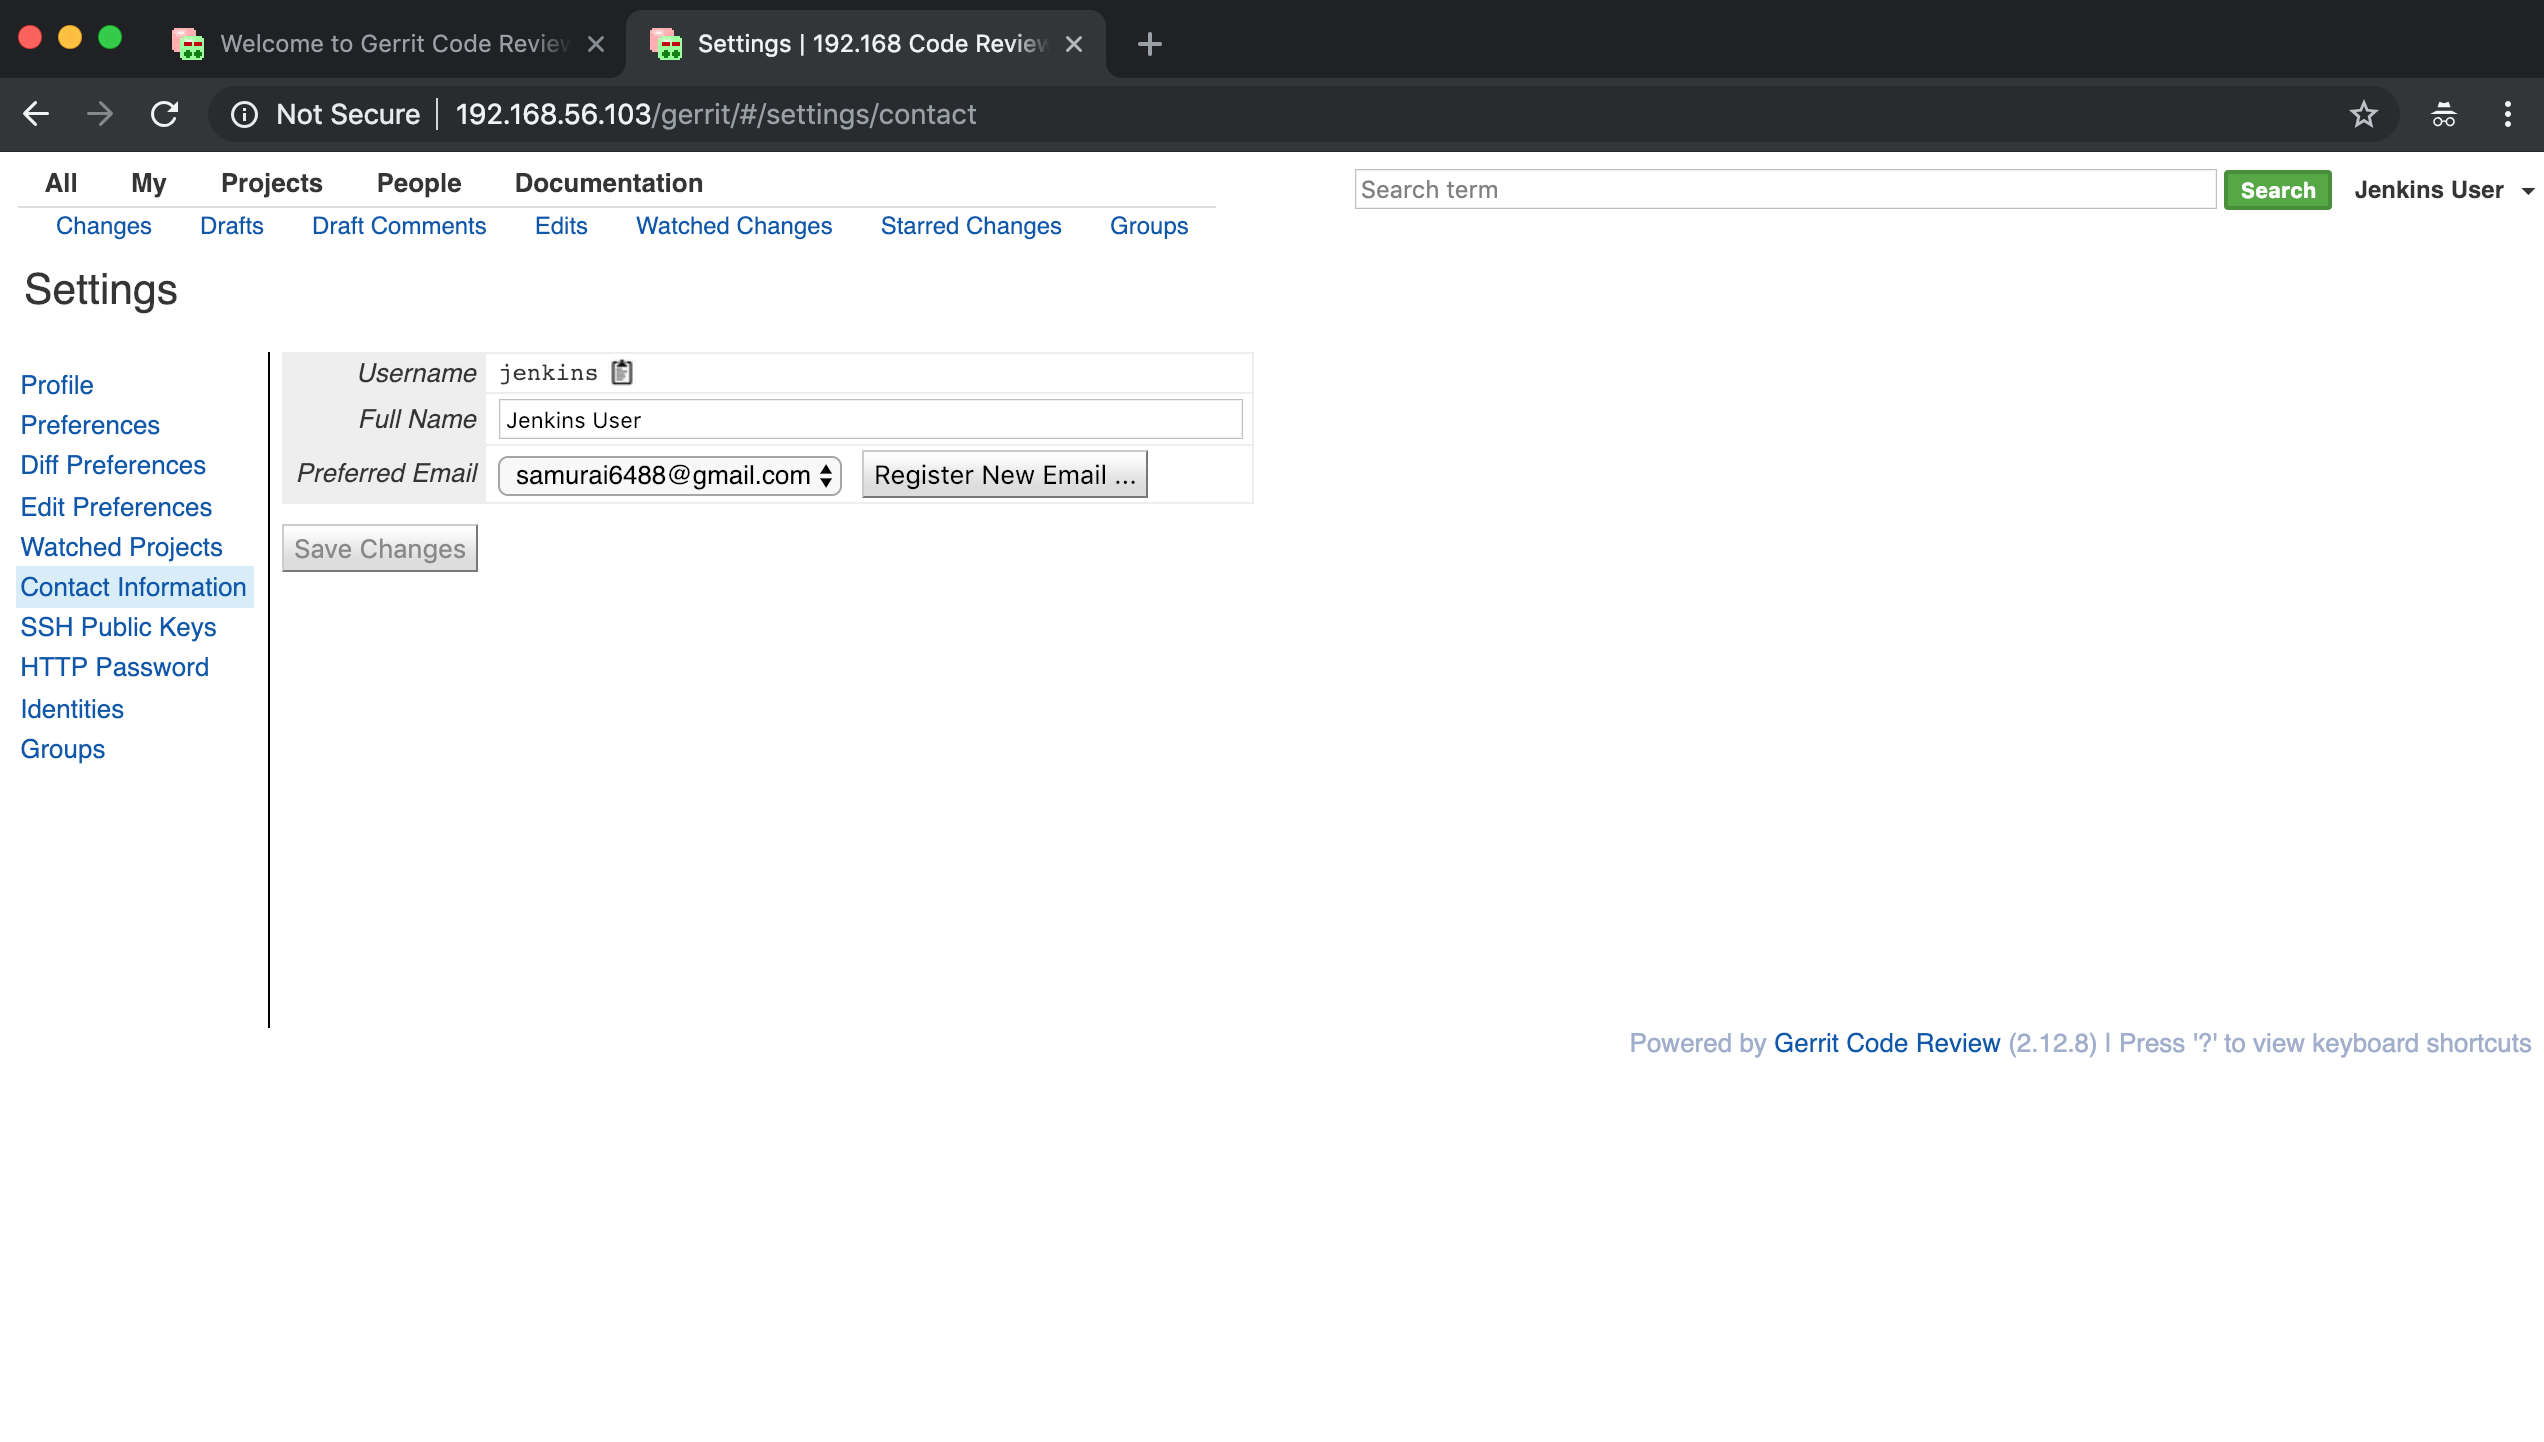 Welcome to Gerrit Code Review
Settings | 192.168 Code Review
Not Secure | 192.168.56.103/gerrit/#/settings/contact
All My Projects People Documentation
Search term Search Jenkins User
Changes Drafts Draft Comments Edits Watched Changes Starred Changes Groups
Settings
Profile
Preferences
Diff Preferences
Edit Preferences
Watched Projects
Contact Information
SSH Public Keys
HTTP Password
Identities
Groups
Username jenkins
Full Name Jenkins User
Preferred Email samurai6488@gmail.com Register New Email ...
Save Changes
Powered by Gerrit Code Review (2.12.8) | Press '?' to view keyboard shortcuts